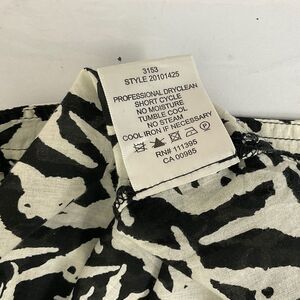 3153
STYLE 20101425
PROFESSIONAL DRYCLEAN
SHORT CYCLE
NO MOISTURE
TUMBLE COOL
NO STEAM
COOL IRON IF NECESSARY
RN# 111395
CA 00985